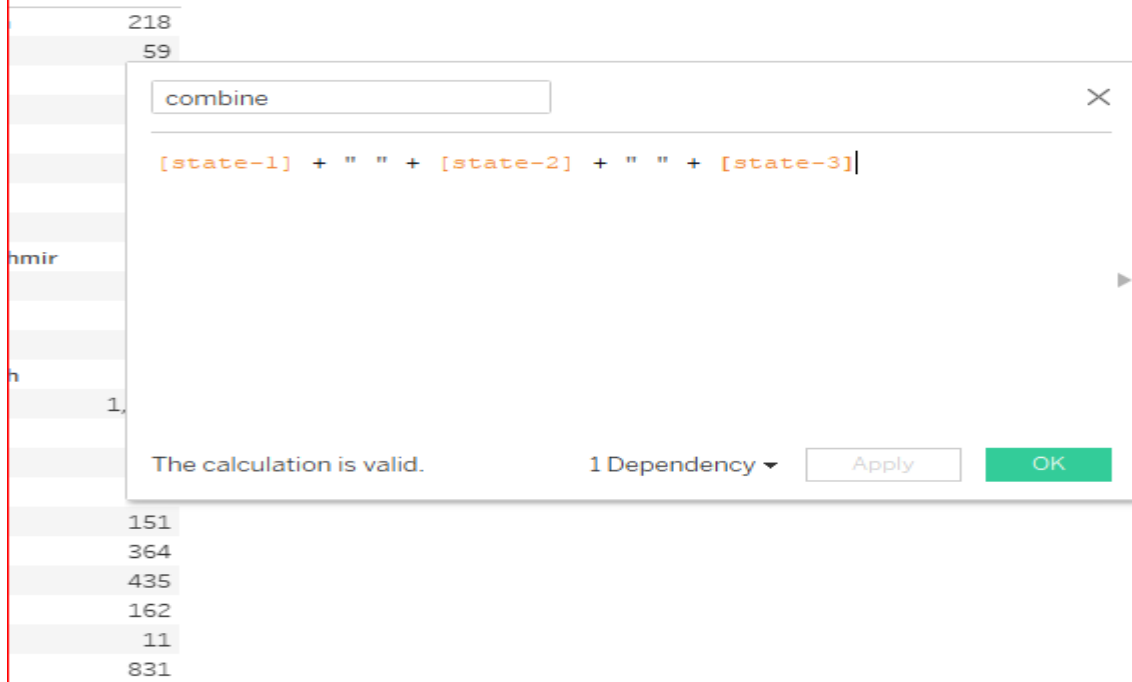 218
59
combine
[state-1] + " " + [state-2] + " " + [state-3]
hmir
h
1,
The calculation is valid.
1 Dependency
Apply
OK
151
364
435
162
11
831